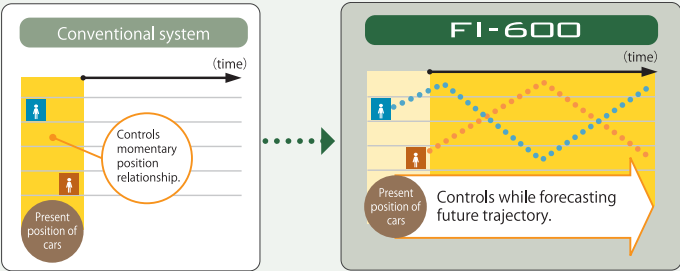 Conventional system
(time)
Controls
momentary
position
relationship.
Present
position of
cars
FI-600
(time)
Present
position of
cars
Controls while forecasting
future trajectory.